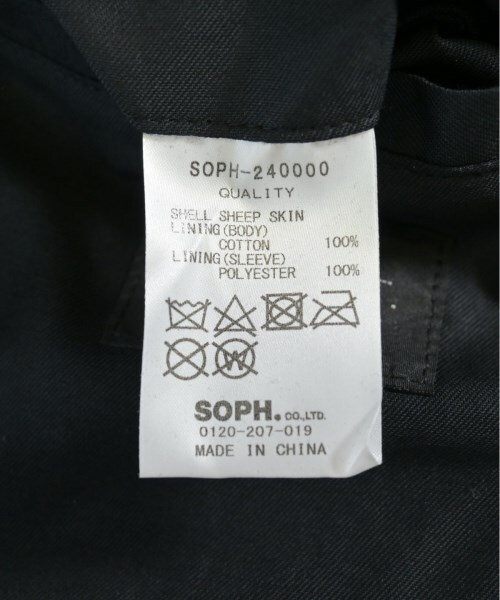 SOPH-240000
QUALITY
SHELL SHEEP SKIN
LINING(BODY)
COTTON 100%
LINING(SLEEVE)
POLYESTER 100%
W
SOPH. CO.,LTD.
0120-207-019
MADE IN CHINA